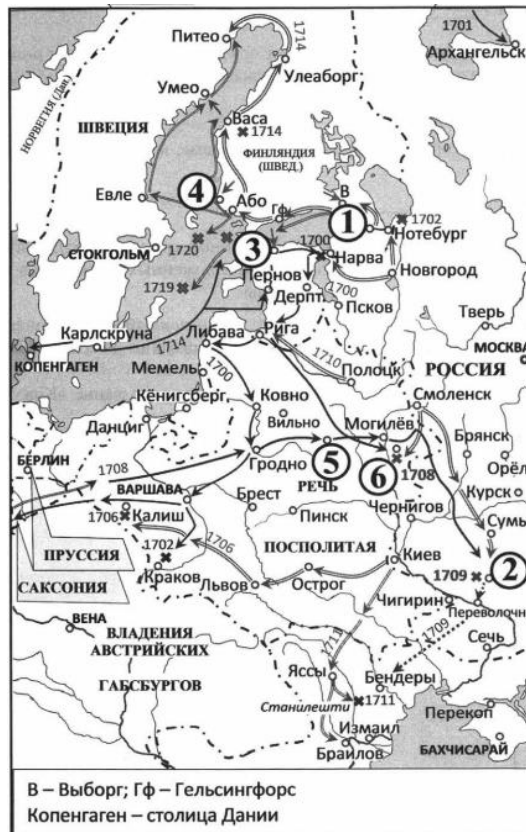 1701
Архангельск
Питео
1714
Улеаборг
НОРВЕГИЯ (Дан.)
Умео
ШВЕЦИЯ
Васа
1714
ФИНЛЯНДИЯ
(ШВЕД.)
Евле
4
Або
Гф
В
1
1702
Нотебург
СТОКГОЛЬМ
1720
3
1700
Нарва
Новгород
1719
Пернов
Дерпт
1700
Псков
Тверь
Карлскруна
1714
Либава
Рига
МОСКВА
КОПЕНГАГЕН
Мемель
1700
1710
Полоцк
РОССИЯ
Кёнигсберг
Ковно
Смоленск
Данциг
Вильно
Могилёв
Брянск
БЕРЛИН
1708
Гродно
5
6
1708
Орёл
ВАРШАВА
Брест
РЕЧЬ
Курск
1706
Калиш
Пинск
Чернигов
Сумы
ПРУССИЯ
1702
1706
ПОСПОЛИТАЯ
Киев
2
САКСОНИЯ
Краков
Львов
Острог
1709
Чигирин
Переволочн
ВЕНА
ВЛАДЕНИЯ
АВСТРИЙСКИХ
ГАБСБУРГОВ
1711
1709
Сечь
Яссы
Бендеры
Станилешти
1711
Перекоп
Измаил
Браилов
БАХЧИСАРАЙ
В – Выборг; Гф – Гельсингфорс
Копенгаген – столица Дании